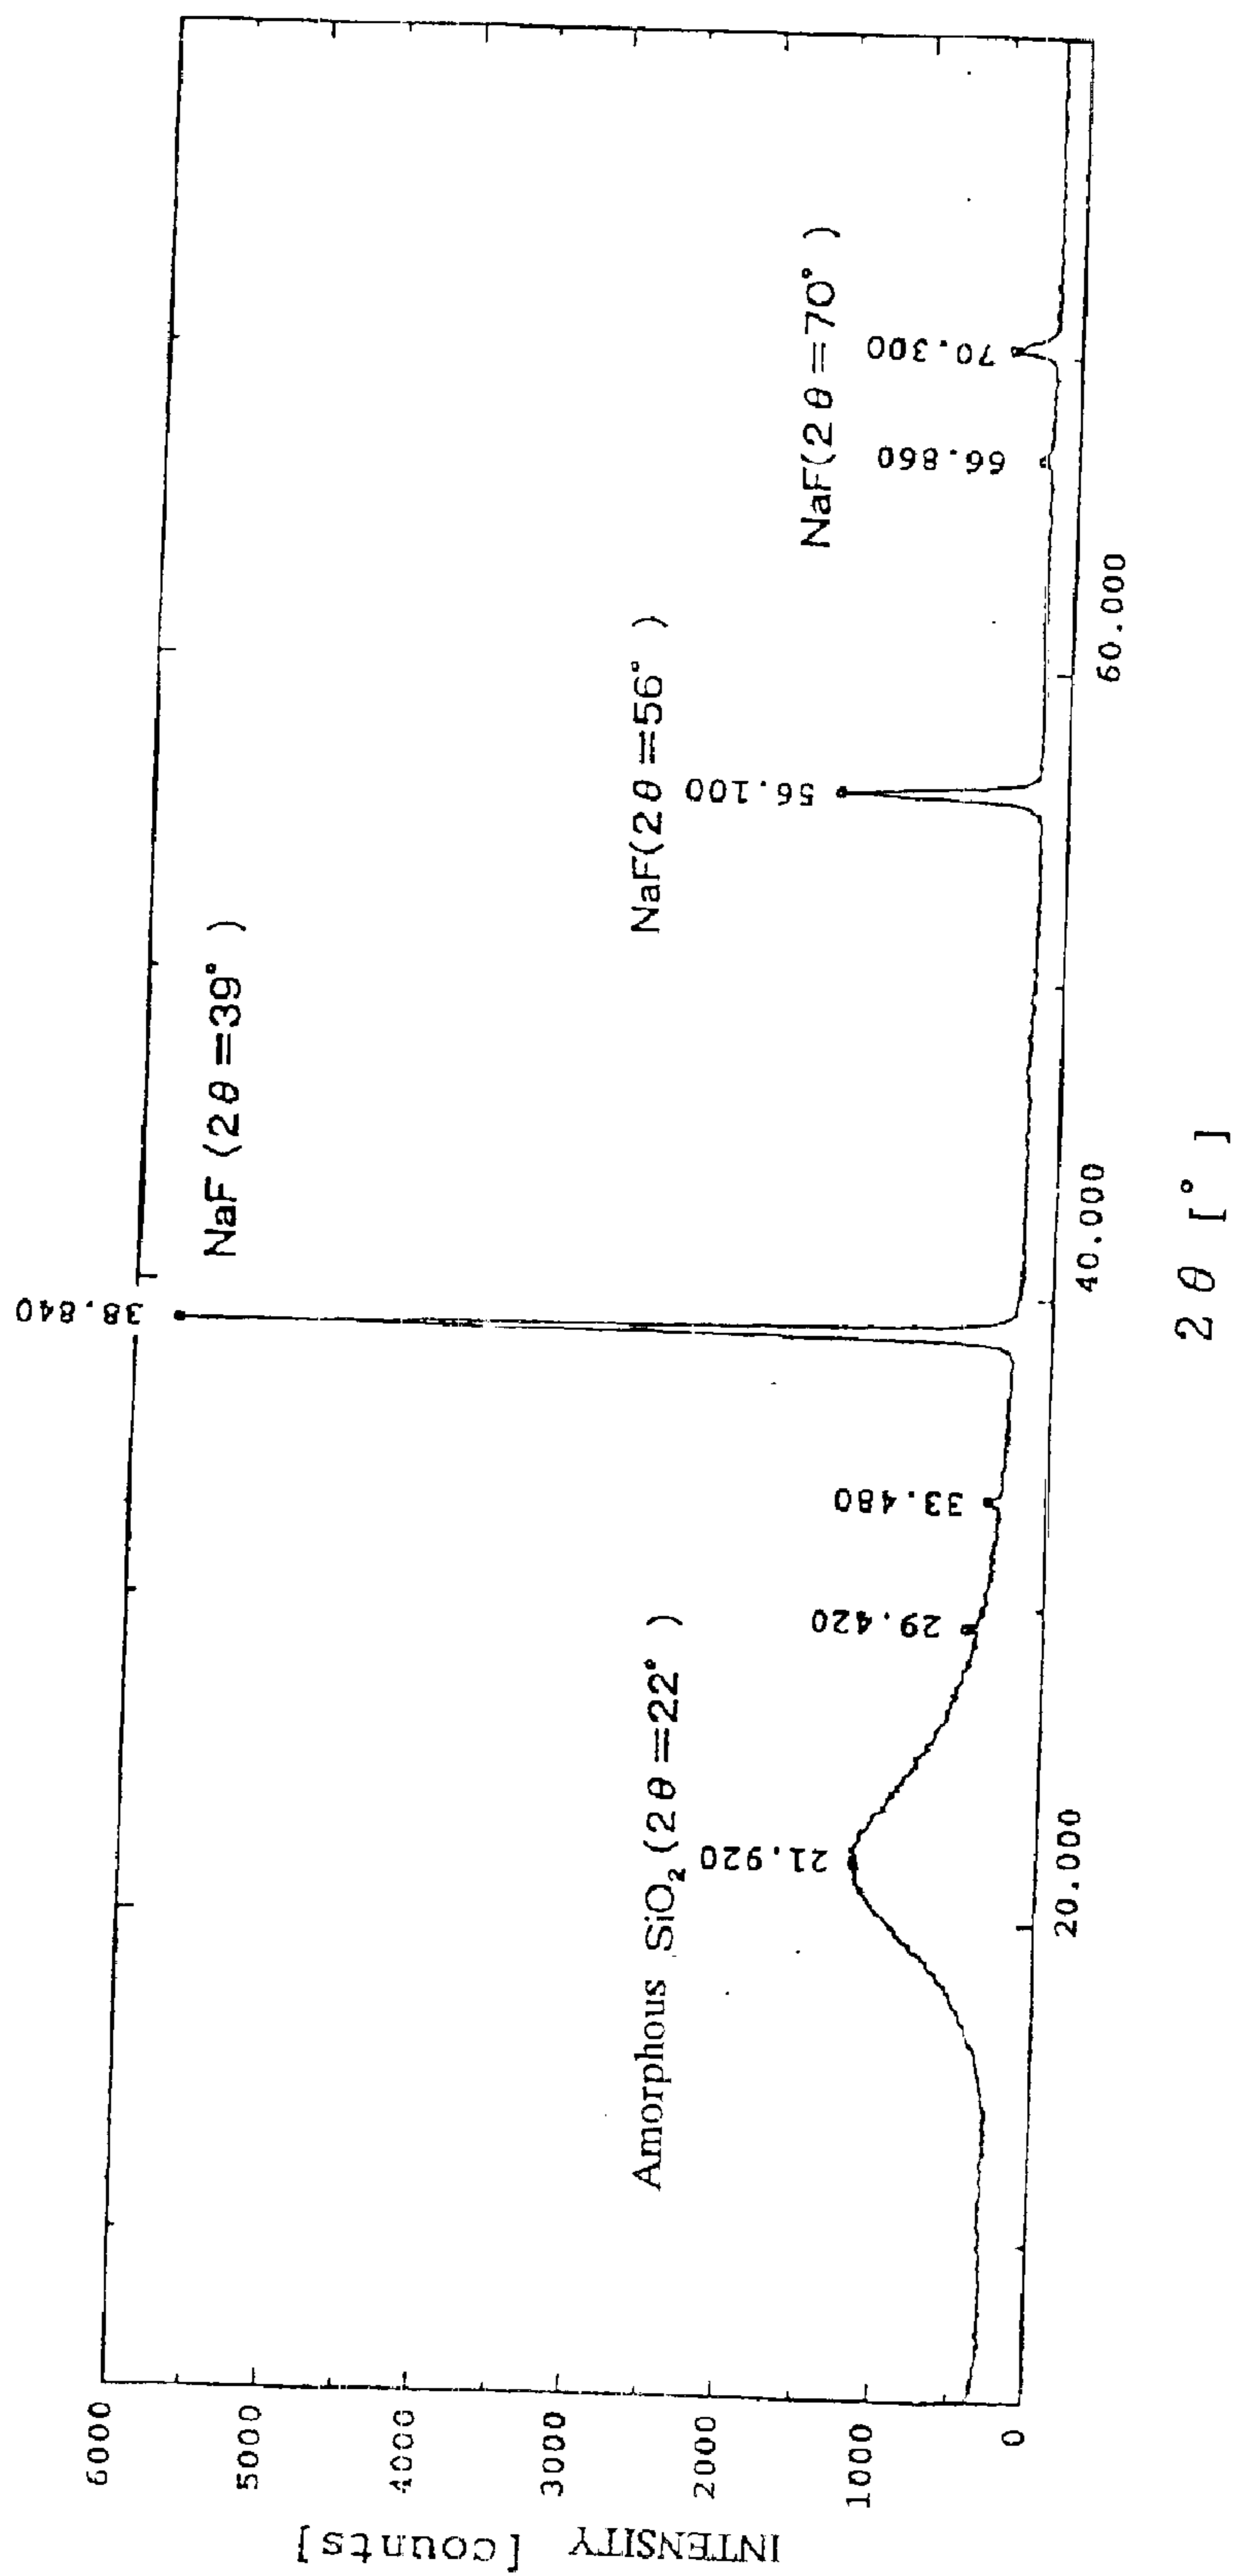 INTENSITY [counts]
6000
5000
4000
3000
2000
1000
0
38.840
NaF (2θ=39°)
Amorphous SiO₂ (2θ=22°)
21.920
29.420
33.480
NaF(2θ=56°)
56.100
NaF(2θ=70°)
66.860
70.300
20.000
40.000
60.000
2θ [°]